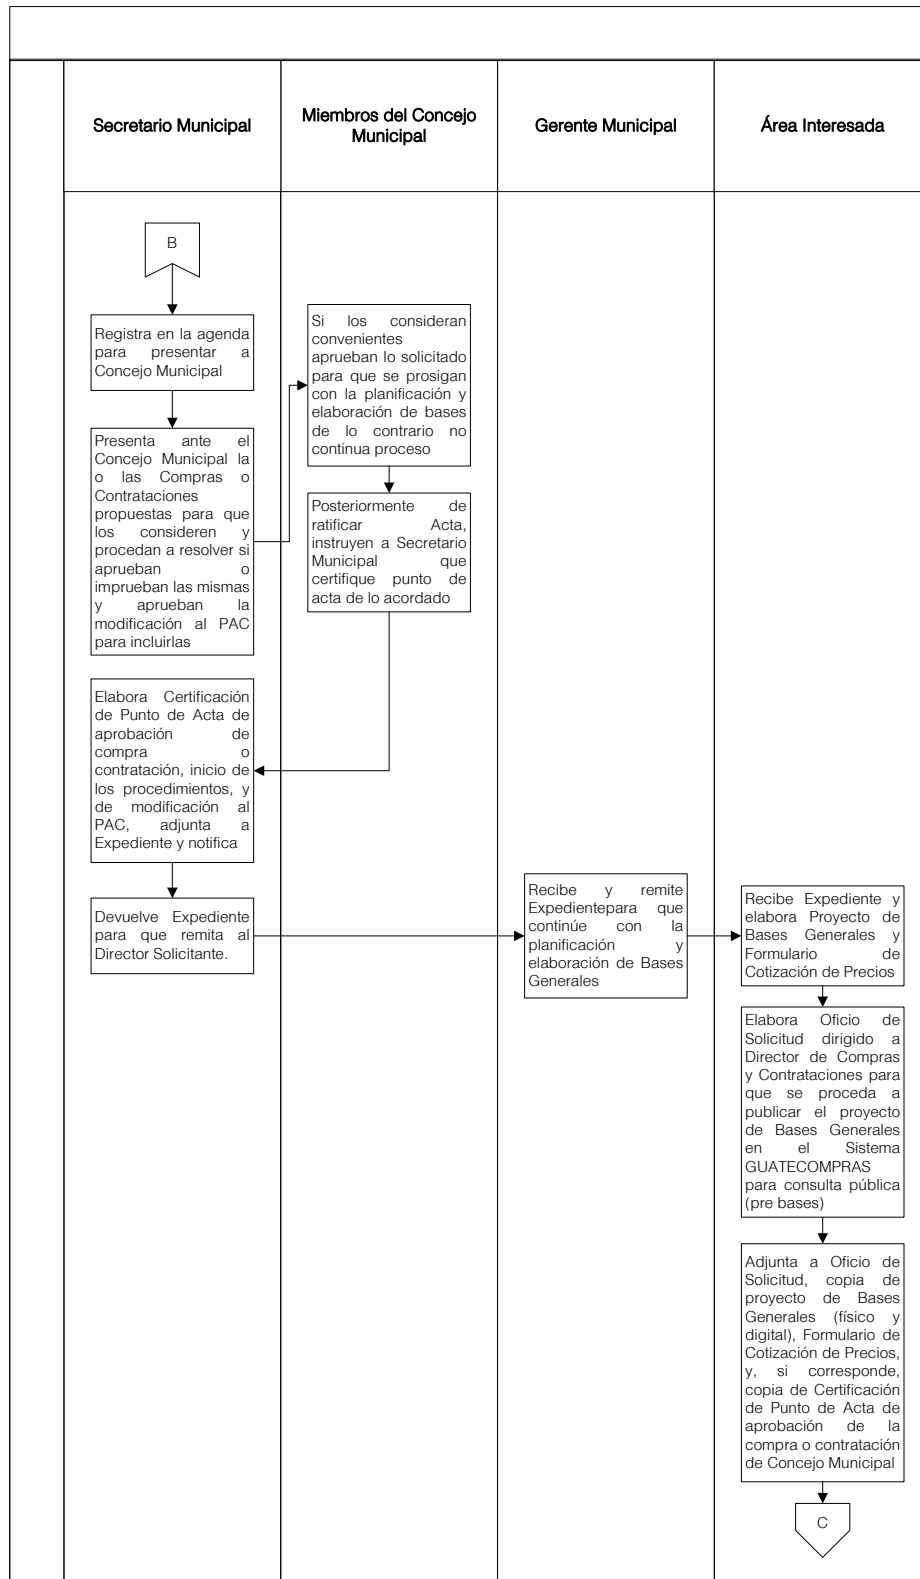 Secretario Municipal
Miembros del Concejo
Municipal
Gerente Municipal
Área Interesada
B
Registra en la agenda
para presentar a
Concejo Municipal
Presenta ante el
Concejo Municipal la
o las Compras o
Contrataciones
propuestas para que
los consideren y
procedan a resolver si
aprueban o
imprueban las mismas
y aprueban la
modificación al PAC
para incluirlas
Si los consideran
convenientes
aprueban lo solicitado
para que se prosigan
con la planificación y
elaboración de bases
de lo contrario no
continua proceso
Posteriormente de
ratificar Acta,
instruyen a Secretario
Municipal que
certifique punto de
acta de lo acordado
Elabora Certificación
de Punto de Acta de
aprobación de
compra o
contratación, inicio de
los procedimientos, y
de modificación al
PAC, adjunta a
Expediente y notifica
Devuelve Expediente
para que remita al
Director Solicitante.
Recibe y remite
Expedientepara que
continúe con la
planificación y
elaboración de Bases
Generales
Recibe Expediente y
elabora Proyecto de
Bases Generales y
Formulario de
Cotización de Precios
Elabora Oficio de
Solicitud dirigido a
Director de Compras
y Contrataciones para
que se proceda a
publicar el proyecto
de Bases Generales
en el Sistema
GUATECOMPRAS
para consulta pública
(pre bases)
Adjunta a Oficio de
Solicitud, copia de
proyecto de Bases
Generales (físico y
digital), Formulario de
Cotización de Precios,
y, si corresponde,
copia de Certificación
de Punto de Acta de
aprobación de la
compra o contratación
de Concejo Municipal
C